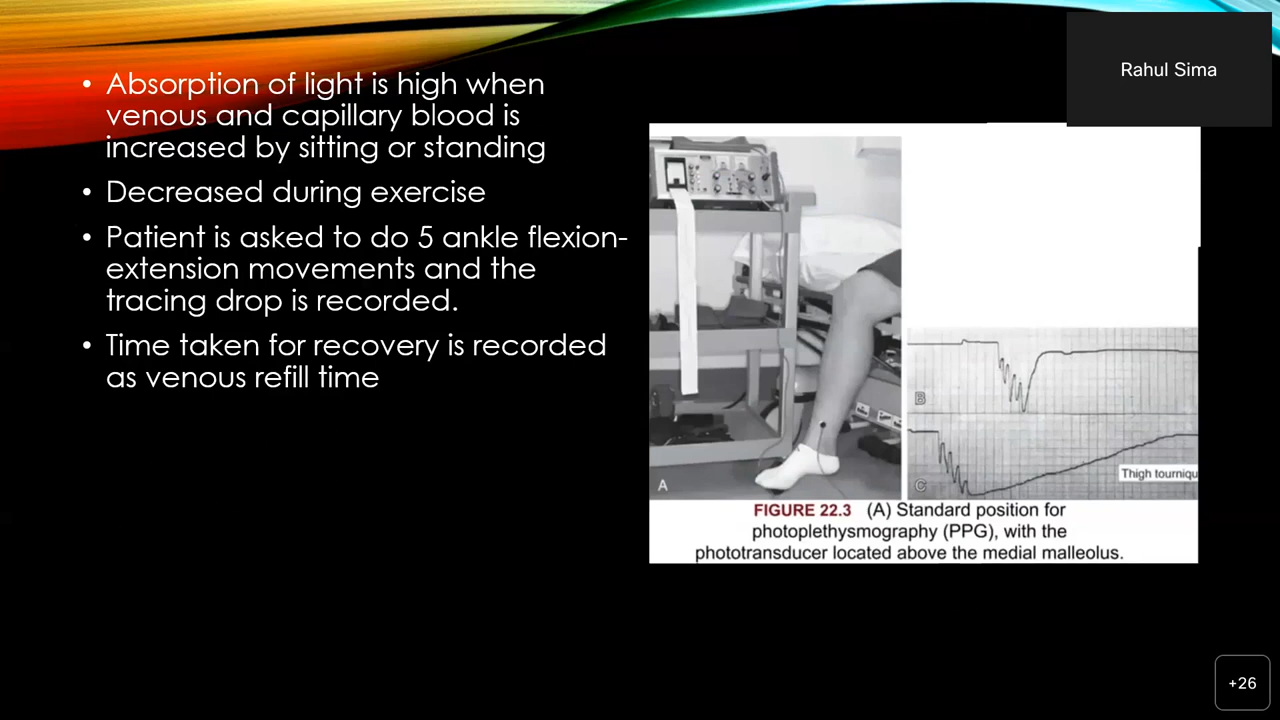 • Absorption of light is high when
venous and capillary blood is
increased by sitting or standing
• Decreased during exercise
• Patient is asked to do 5 ankle flexion-
extension movements and the
tracing drop is recorded.
• Time taken for recovery is recorded
as venous refill time
Rahul Sima
A
B
C
Thigh tourniqu
FIGURE 22.3 (A) Standard position for
photoplethysmography (PPG), with the
phototransducer located above the medial malleolus.
+26